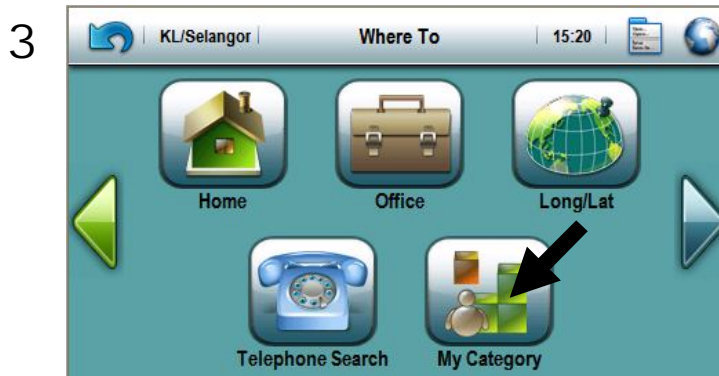 3
KL/Selangor Where To 15:20
Home Office Long/Lat
Telephone Search My Category